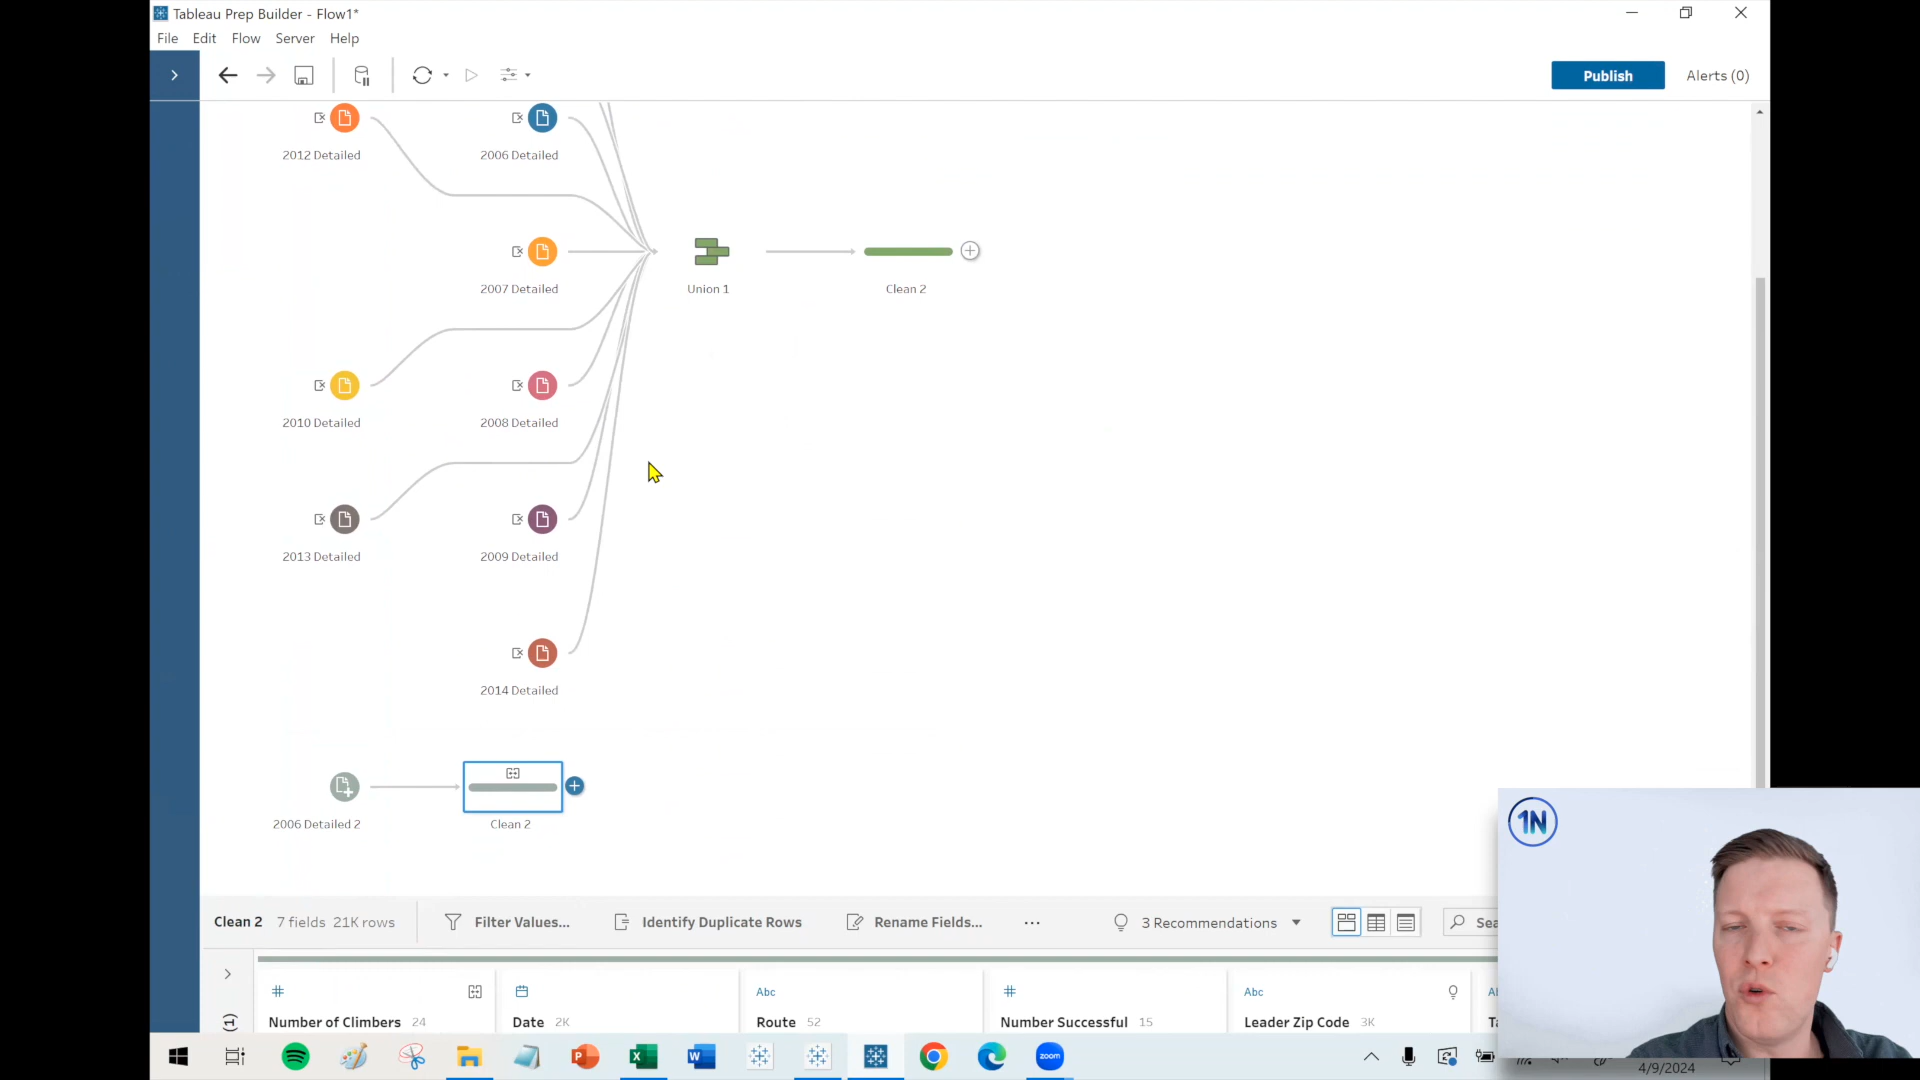 Tableau Prep Builder - Flow1*
File Edit Flow Server Help
Publish Alerts (0)
2012 Detailed 2006 Detailed
2007 Detailed Union 1 Clean 2
2010 Detailed 2008 Detailed
2013 Detailed 2009 Detailed
2014 Detailed
2006 Detailed 2 Clean 2
1N
Clean 2 7 fields 21K rows Filter Values... Identify Duplicate Rows Rename Fields... ... 3 Recommendations Sea
Abc Abc
(1) Number of Climbers 24 Date 2K Route 52 Number Successful 15 Leader Zip Code 3K
zoom
4/9/2024